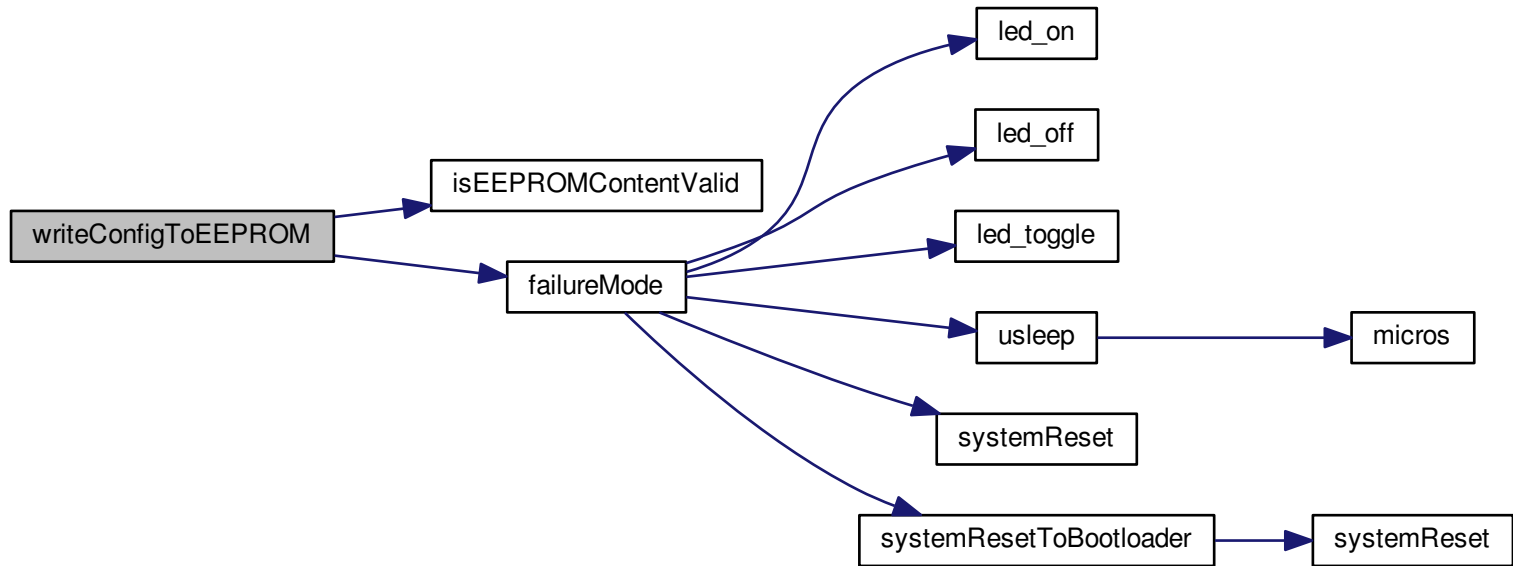 led_on
led_off
isEEPROMContentValid
writeConfigToEEPROM
led_toggle
failureMode
usleep
micros
systemReset
systemResetToBootloader
systemReset